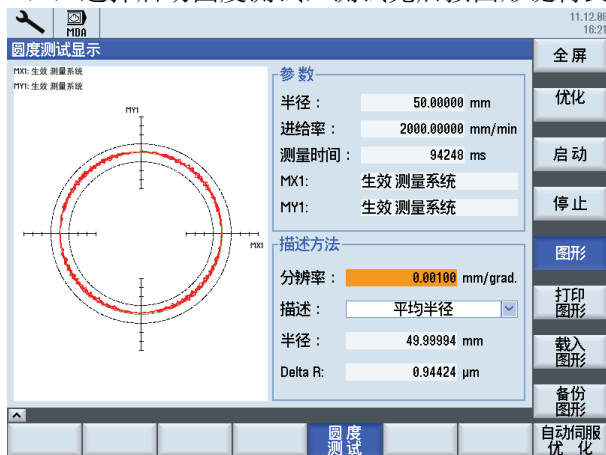 MDA
11.12.08
16:21
圆度测试显示
MX1: 生效 测量系统
MY1: 生效 测量系统
MY1
MX1
参数
半径： 50.00000 mm
进给率： 2000.00000 mm/min
测量时间： 94248 ms
MX1: 生效 测量系统
MY1: 生效 测量系统
描述方法
分辨率： 0.00100 mm/grad.
描述： 平均半径
半径： 49.99994 mm
Delta R: 0.94424 μm
全屏
优化
启动
停止
图形
打印
图形
载入
图形
备份
图形
圆度
测试
自动伺服
优化